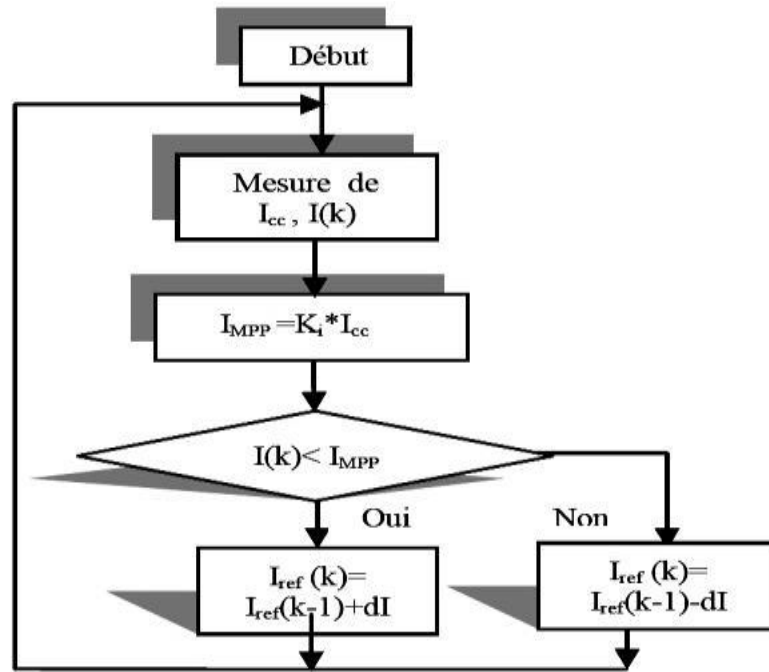 Début
Mesure de
Icc , I(k)
IMPP =Ki*Icc
I(k)< IMPP
Oui
Non
Iref (k)=
Iref(k-1)+dI
Iref (k)=
Iref(k-1)-dI